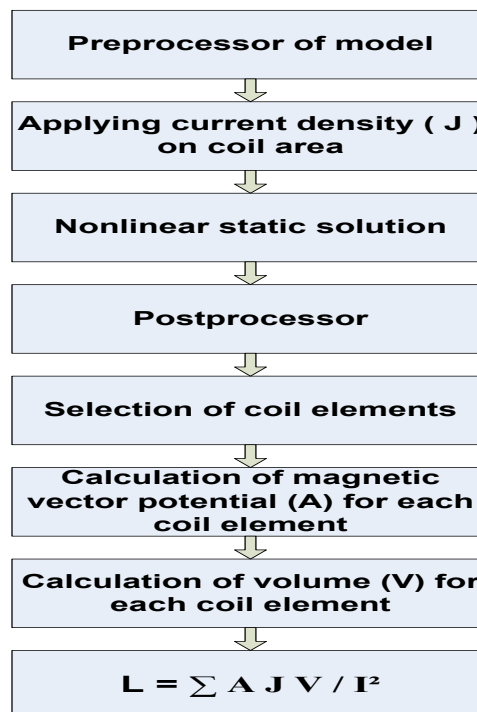 Preprocessor of model
Applying current density ( J )
on coil area
Nonlinear static solution
Postprocessor
Selection of coil elements
Calculation of magnetic
vector potential (A) for each
coil element
Calculation of volume (V) for
each coil element
L = ∑ A J V / I²